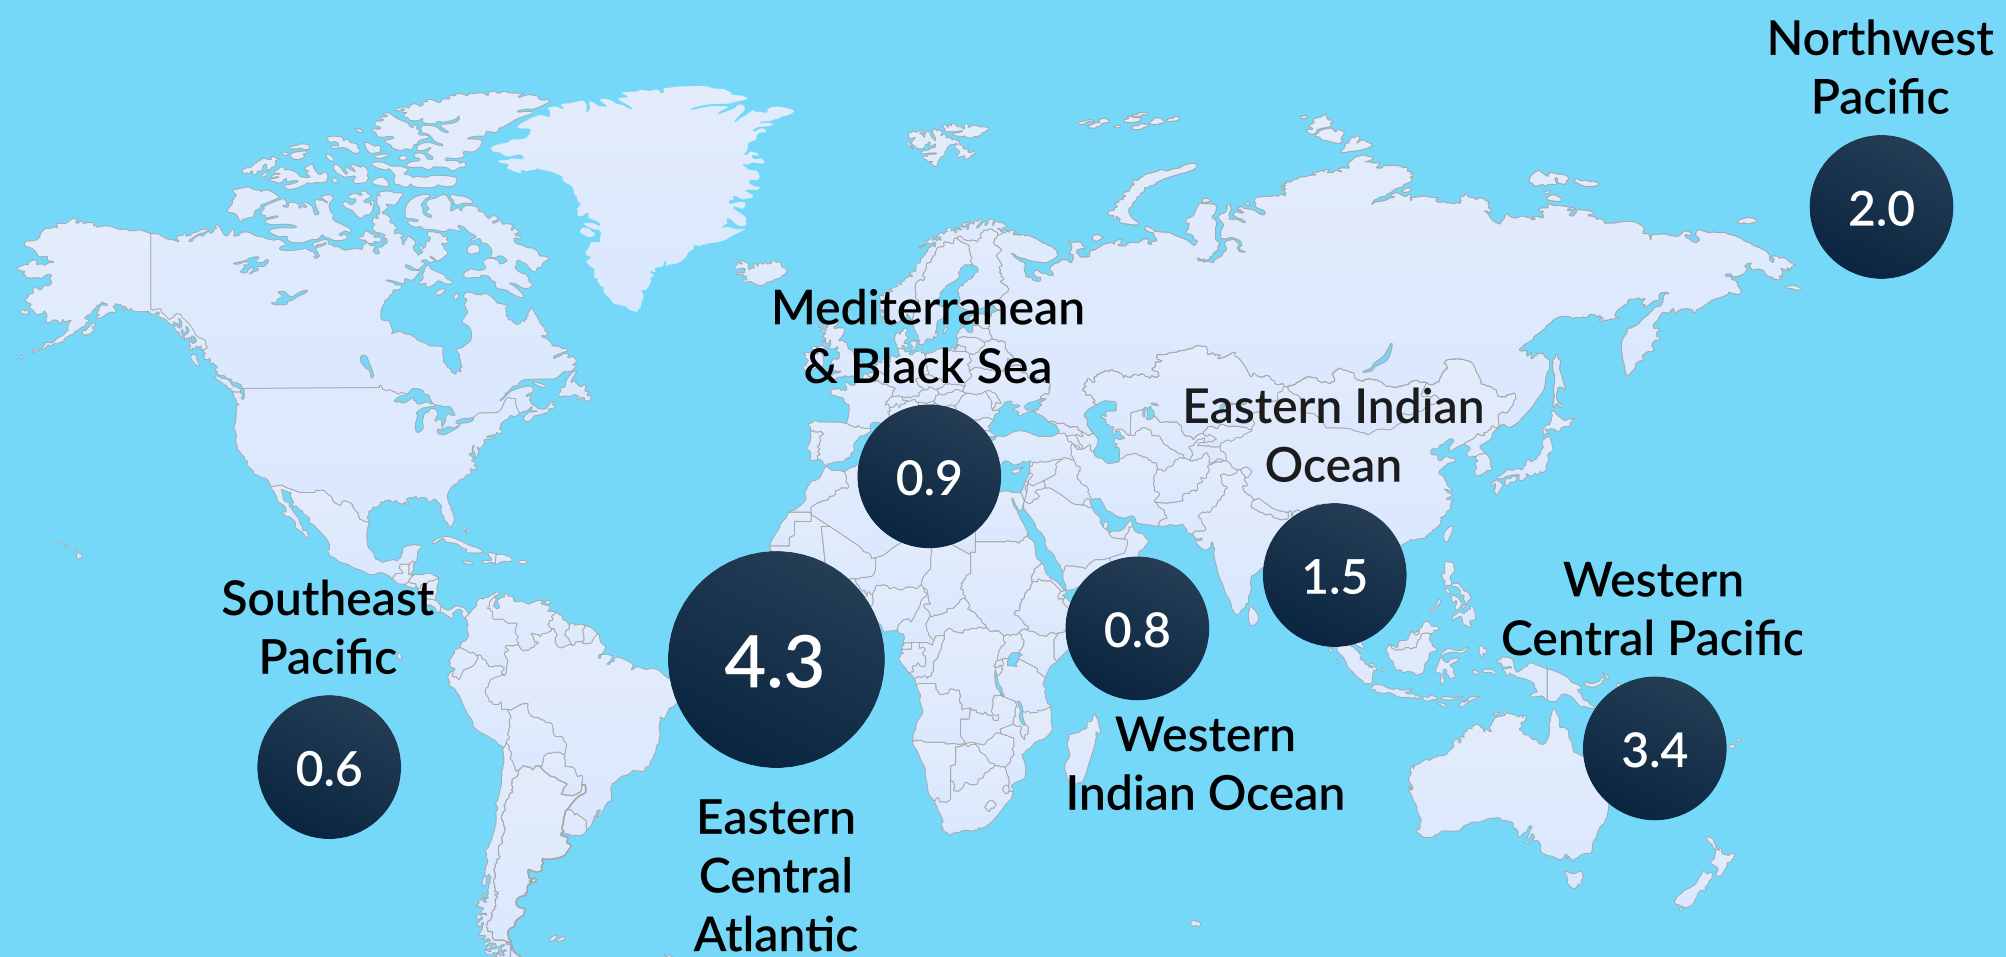 Northwest
Pacific
2.0
Mediterranean
& Black Sea
0.9
Eastern Indian
Ocean
1.5
Southeast
Pacific
0.6
4.3
Eastern
Central
Atlantic
0.8
Western
Indian Ocean
Western
Central Pacific
3.4